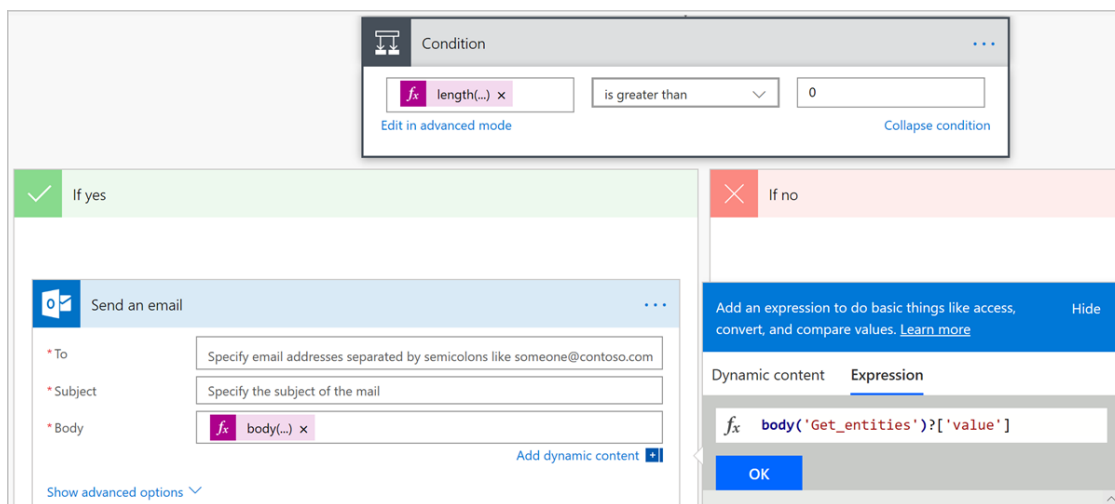 Condition
fx length(...) ×
is greater than
0
Edit in advanced mode
Collapse condition
If yes
If no
Send an email
*To
Specify email addresses separated by semicolons like someone@contoso.com
*Subject
Specify the subject of the mail
*Body
fx body(...) ×
Add dynamic content
Show advanced options
Add an expression to do basic things like access,
convert, and compare values. Learn more
Hide
Dynamic content
Expression
fx body('Get_entities')?['value']
OK